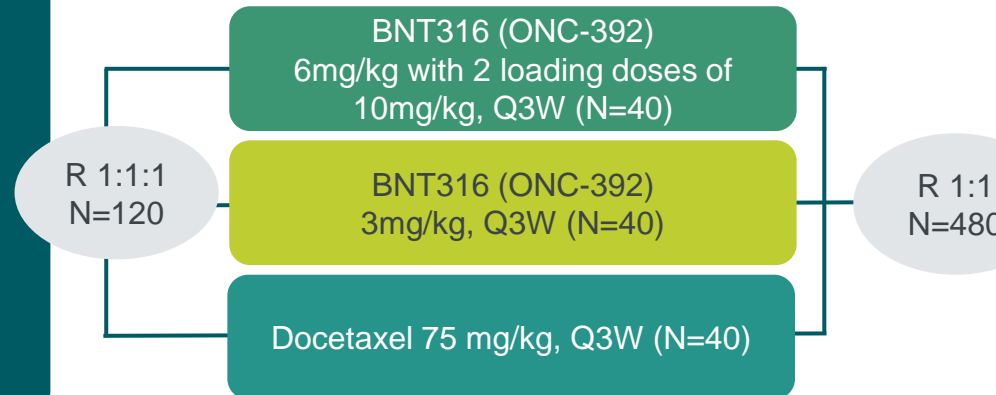 R 1:1:1
N=120
BNT316 (ONC-392)
6mg/kg with 2 loading doses of
10mg/kg, Q3W (N=40)
BNT316 (ONC-392)
3mg/kg, Q3W (N=40)
Docetaxel 75 mg/kg, Q3W (N=40)
R 1:1
N=480